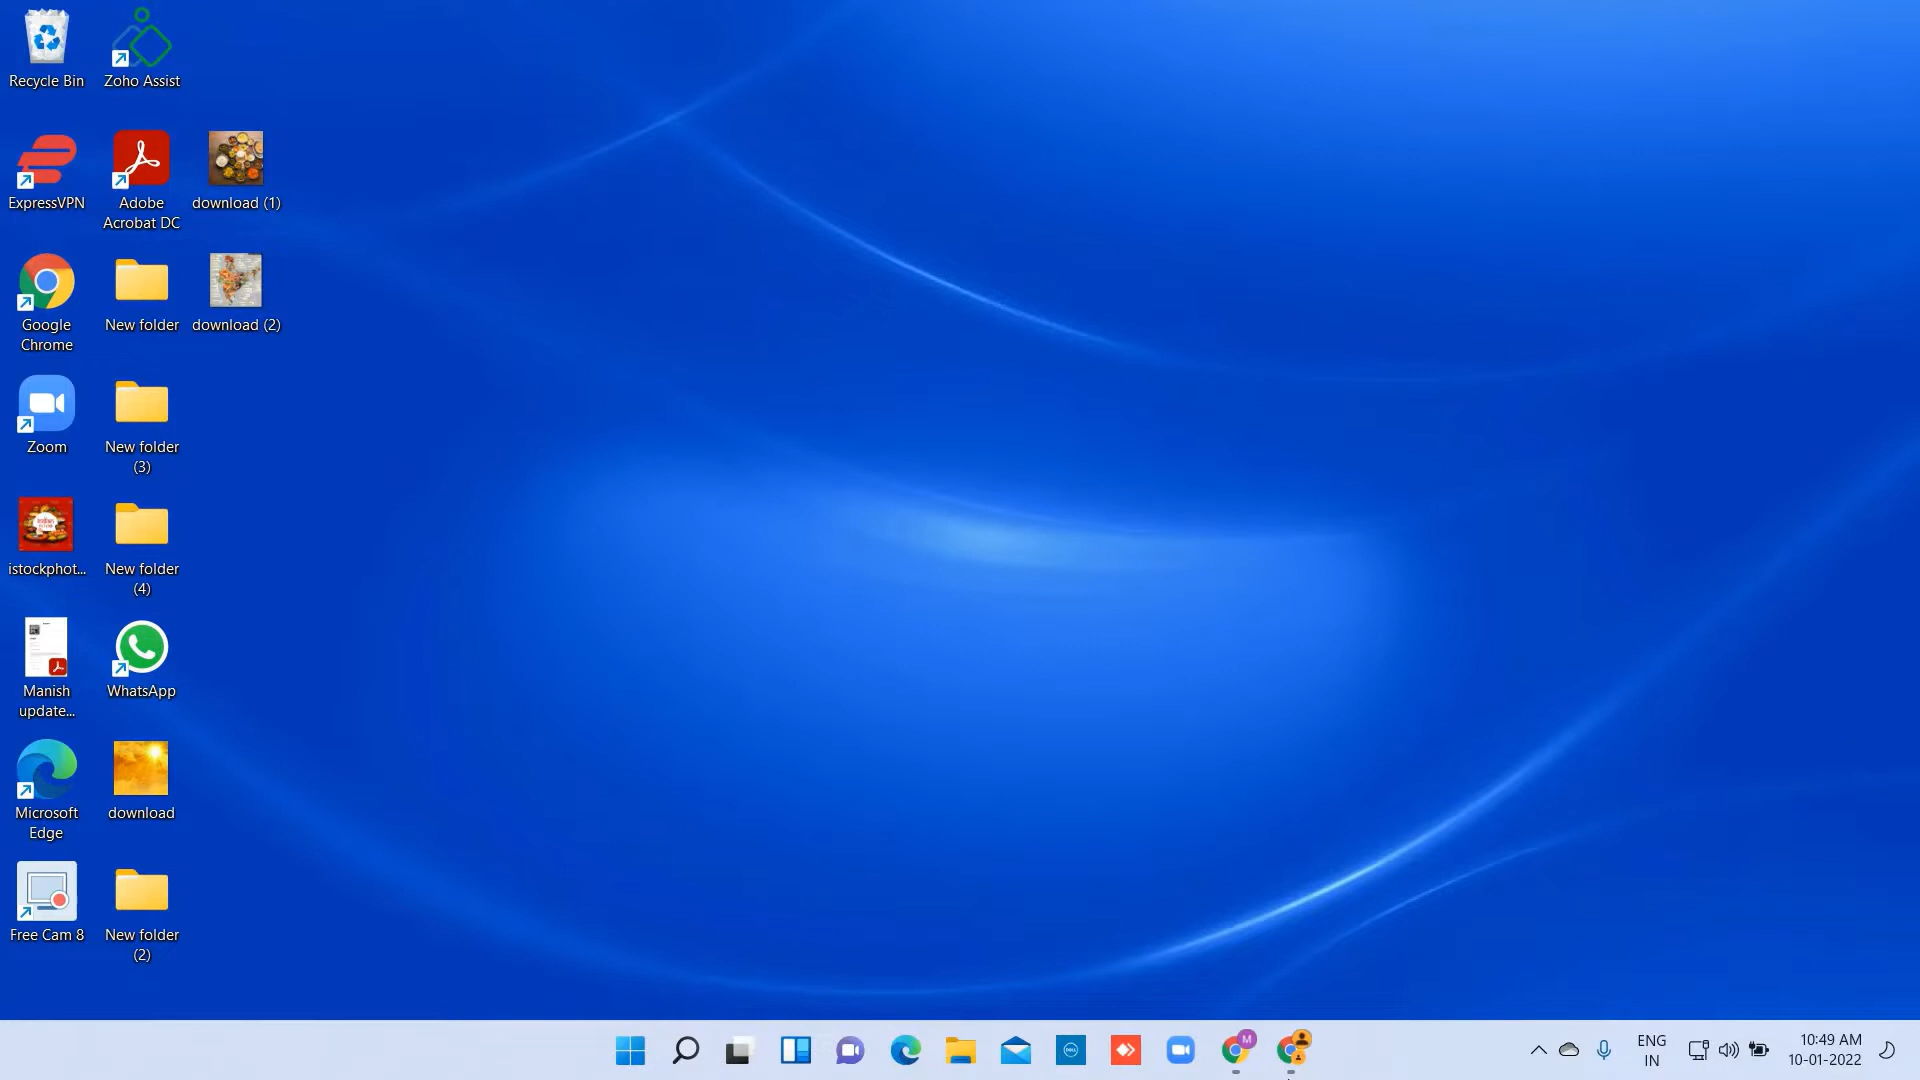 Recycle Bin
Zoho Assist
ExpressVPN
Adobe
Acrobat DC
download (1)
Google
Chrome
New folder
download (2)
Zoom
New folder
(3)
istockphot...
New folder
(4)
Manish
update...
WhatsApp
Microsoft
Edge
download
Free Cam 8
New folder
(2)
M
ENG
IN
10:49 AM
10-01-2022